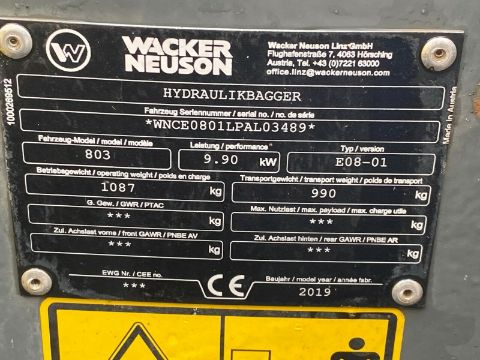 WACKER
NEUSON
Wacker Neuson Linz GmbH
Flughafenstraße 7, 4063 Hörsching
Austria, Tel. +43 (0)7221 63000
office.linz@wackerneuson.com
1000269512
Made in Austria
HYDRAULIKBAGGER
Fahrzeug Seriennummer / serial no. / no. de série
*WNCE0801LPAL03489*
Fahrzeug-Model / model / modèle
803
Leistung / performance
9.90 kW
Typ / version
E08-01
Betriebsgewicht / operating weight / poids en charge
1087 kg
Transportgewicht / transport weight / poids de transport
990 kg
G. Gew. / GWR / PTAC
*** kg
Max. Nutzlast / max. payload / max. charge utile
*** kg
Zul. Achslast vorne / front GAWR / PNBE AV
*** kg
Zul. Achslast hinten / rear GAWR / PNBE AR
*** kg
EWG Nr. / CEE no.
***
CE
Baujahr / model year / année fabr.
2019